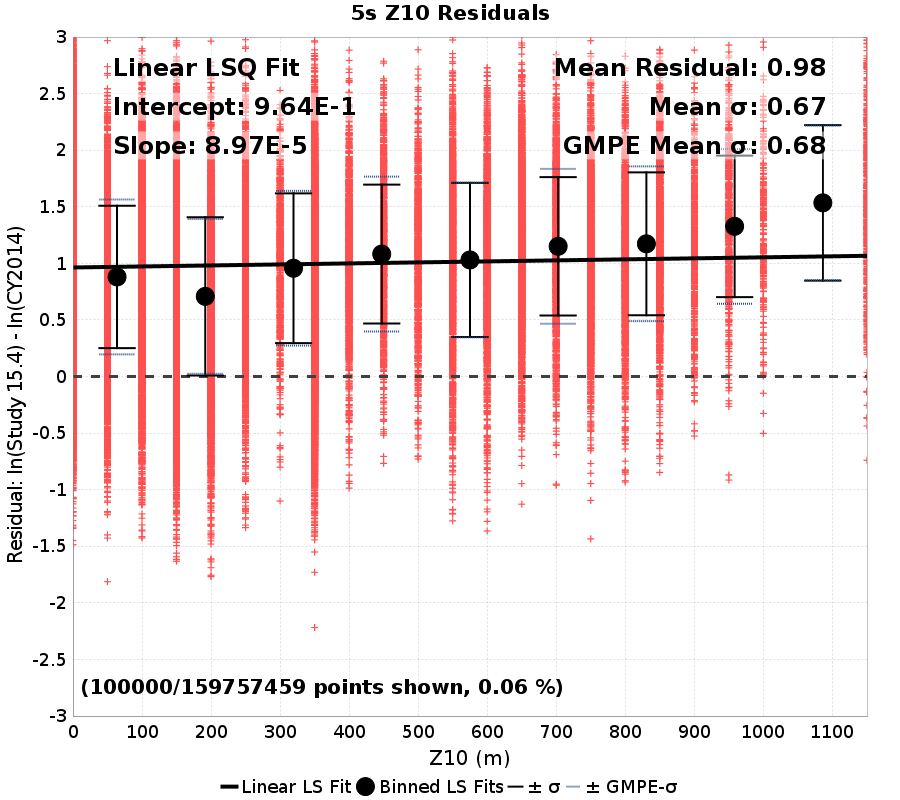 5s Z10 Residuals
Linear LSQ Fit
Intercept: 9.64E-1
Slope: 8.97E-5
Mean Residual: 0.98
Mean σ: 0.67
GMPE Mean σ: 0.68
Residual: ln(Study 15.4) - ln(CY2014)
3
2.5
2
1.5
1
0.5
0
-0.5
-1
-1.5
-2
-2.5
-3
(100000/159757459 points shown, 0.06 %)
0 100 200 300 400 500 600 700 800 900 1000 1100
Z10 (m)
Linear LS Fit Binned LS Fits ± σ ± GMPE-σ